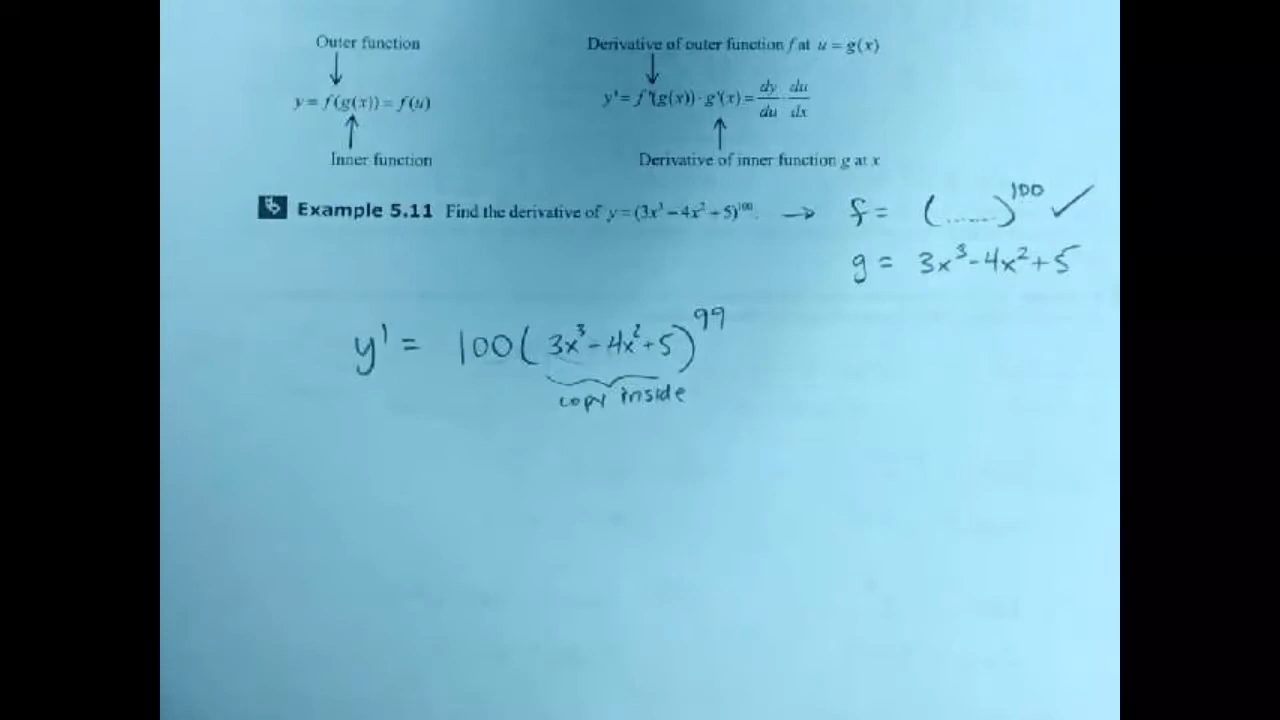 Outer function
Derivative of outer function f at u = g(x)
y = f(g(x)) = f(u)
y' = f'(g(x)) · g'(x) = dy/du · du/dx
Inner function
Derivative of inner function g at x
Example 5.11 Find the derivative of y = (3x³ − 4x² + 5)¹⁰⁰. → f = (......)¹⁰⁰ ✓
g = 3x³ − 4x² + 5
y' = 100(3x³ − 4x² + 5)⁹⁹
copy inside